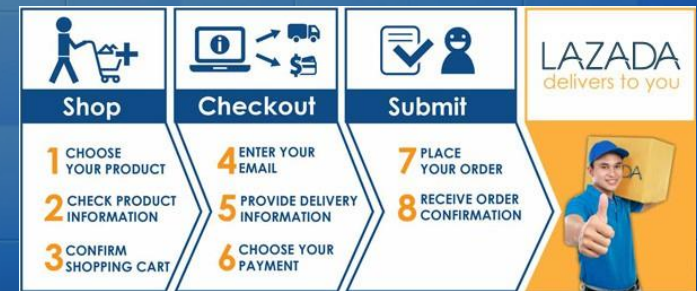 Shop
1 CHOOSE
YOUR PRODUCT
2 CHECK PRODUCT
INFORMATION
3 CONFIRM
SHOPPING CART
Checkout
4 ENTER YOUR
EMAIL
5 PROVIDE DELIVERY
INFORMATION
6 CHOOSE YOUR
PAYMENT
Submit
7 PLACE
YOUR ORDER
8 RECEIVE ORDER
CONFIRMATION
LAZADA
delivers to you
DA